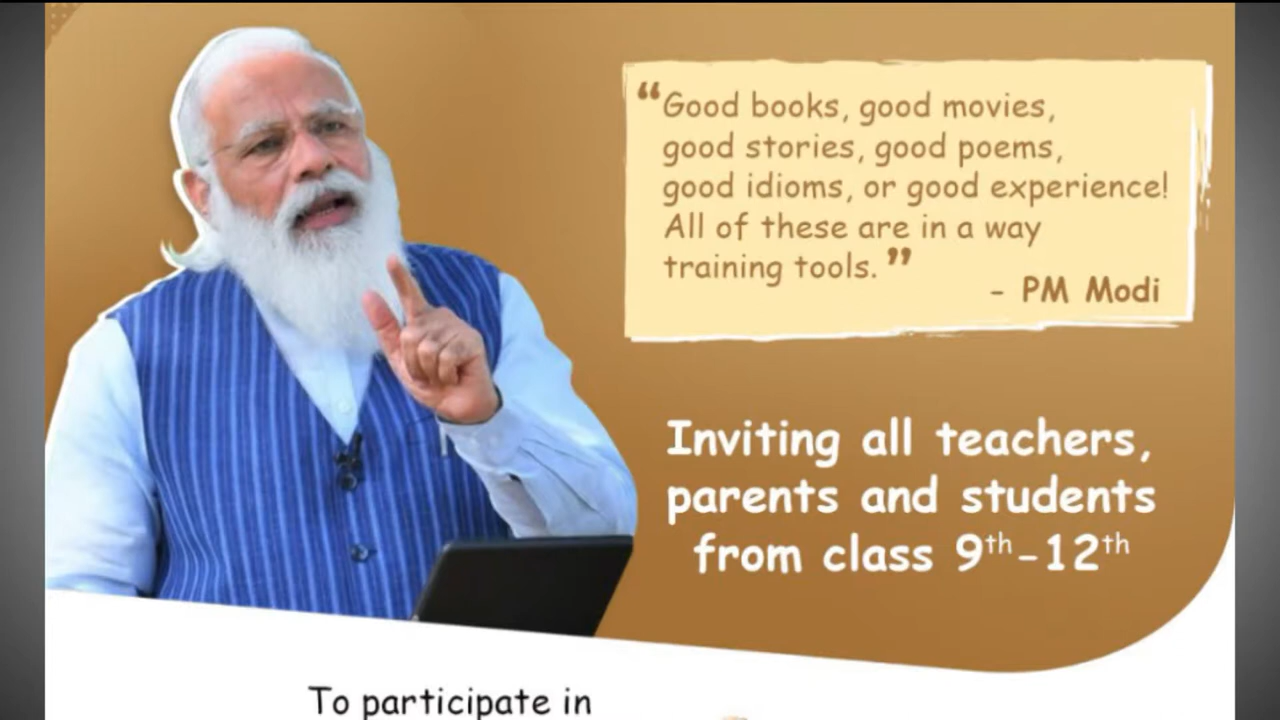 “Good books, good movies,
good stories, good poems,
good idioms, or good experience!
All of these are in a way
training tools.”
- PM Modi
Inviting all teachers,
parents and students
from class 9th-12th
To participate in